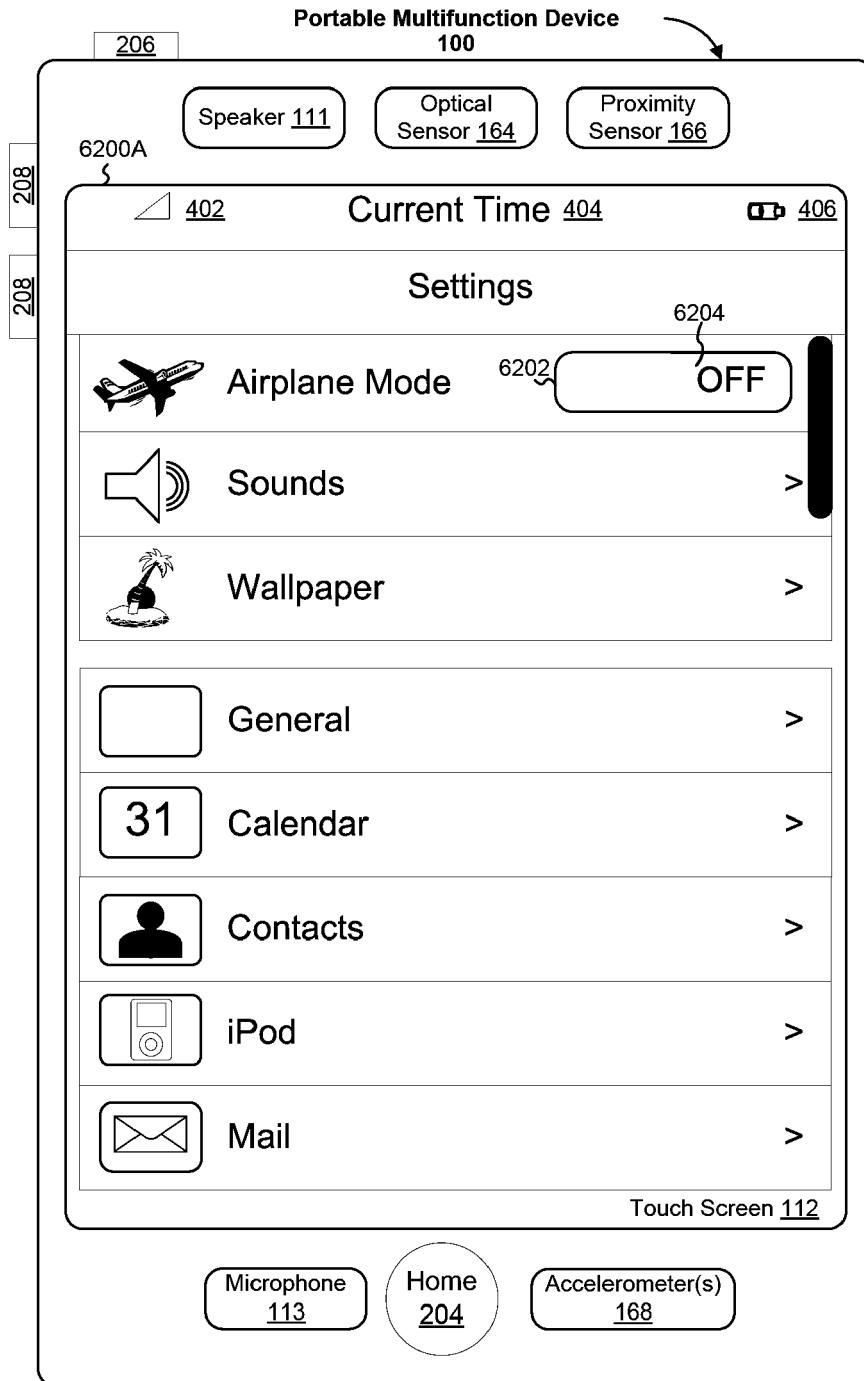 Portable Multifunction Device
100
206
Speaker 111
Optical
Sensor 164
Proximity
Sensor 166
6200A
208
402
Current Time 404
406
208
Settings
6204
Airplane Mode
6202
OFF
Sounds
>
Wallpaper
>
General
>
31
Calendar
>
Contacts
>
iPod
>
Mail
>
Touch Screen 112
Microphone
113
Home
204
Accelerometer(s)
168